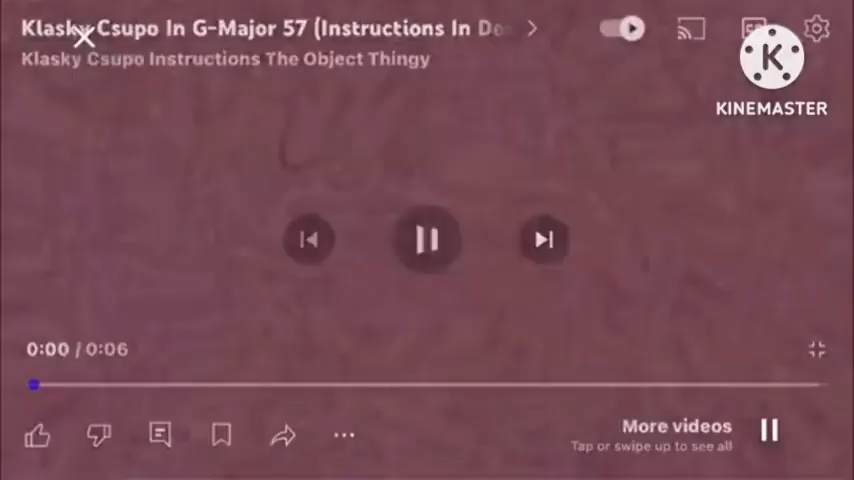 Klasky Csupo In G-Major 57 (Instructions In De
Klasky Csupo Instructions The Object Thingy
K
KINEMASTER
0:00 / 0:06
More videos
Tap or swipe up to see all